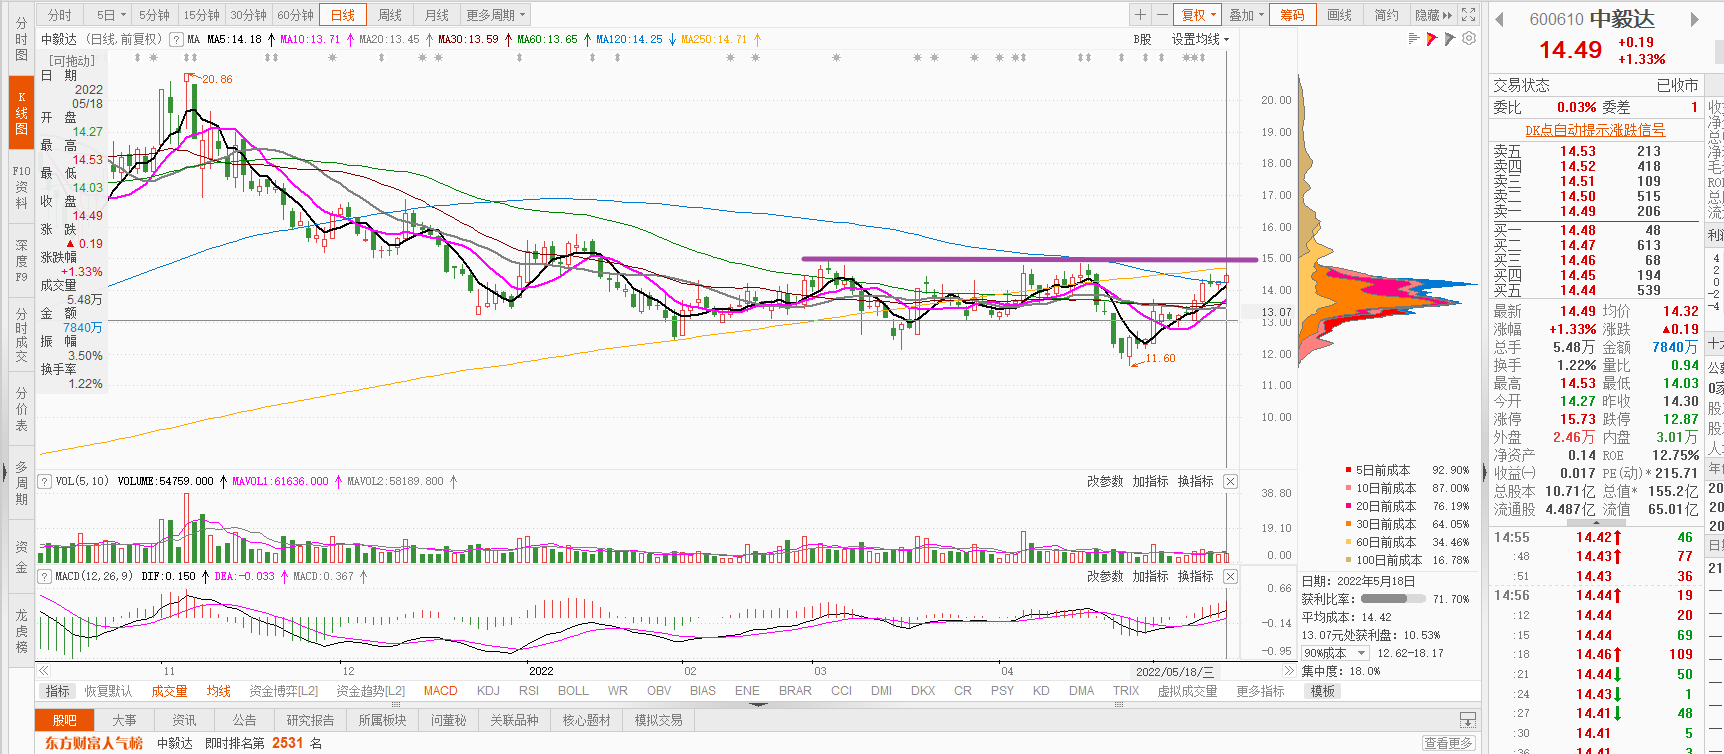 分时 5日 5分钟 15分钟 30分钟 60分钟 日线 周线 月线 更多周期 复权 叠加 筹码 画线 简约 隐藏
分时图
K线图
F10资料
深度F9
分时成交
分价表
多周期
资金
龙虎榜
中毅达 (日线,前复权) ? MA MA5:14.18 MA10:13.71 MA20:13.45 MA30:13.59 MA60:13.65 MA120:14.25 MA250:14.71 B股 设置均线
[可拖动]
日 期
2022
05/18
开 盘
14.27
最 高
14.53
最 低
14.03
收 盘
14.49
涨 跌
▲ 0.19
涨跌幅
+1.33%
成交量
5.48万
金 额
7840万
振 幅
3.50%
换手率
1.22%
20.86
11.60
20.00
19.00
18.00
17.00
16.00
15.00
14.00
13.07
13.00
12.00
11.00
10.00
? VOL(5,10) VOLUME:54759.000 MAVOL1:61636.000 MAVOL2:58189.800 改参数 加指标 换指标
38.80
19.10
0.00
? MACD(12,26,9) DIF:0.150 DEA:-0.033 MACD:0.367 改参数 加指标 换指标
0.66
-0.14
-0.95
11 12 2022 02 03 04 2022/05/18/三
5日前成本 92.90%
10日前成本 87.00%
20日前成本 76.19%
30日前成本 64.05%
60日前成本 34.46%
100日前成本 16.78%
日期: 2022年5月18日
获利比率: 71.70%
平均成本: 14.42
13.07元处获利盘: 10.53%
90%成本 12.62-18.17
集中度: 18.0%
指标 恢复默认 成交量 均线 资金博弈[L2] 资金趋势[L2] MACD KDJ RSI BOLL WR OBV BIAS ENE BRAR CCI DMI DKX CR PSY KD DMA TRIX 虚拟成交量 更多指标 模板
股吧 大事 资讯 公告 研究报告 所属板块 问董秘 关联品种 核心题材 模拟交易
东方财富人气榜 中毅达 即时排名第 2531 名 查看更多
600610 中毅达
14.49 +0.19
+1.33%
交易状态 已收市
委比 0.03% 委差 1
DK点自动提示涨跌信号
卖五 14.53 213
卖四 14.52 418
卖三 14.51 109
卖二 14.50 515
卖一 14.49 206
买一 14.48 48
买二 14.47 613
买三 14.46 68
买四 14.45 194
买五 14.44 539
最新 14.49 均价 14.32
涨幅 +1.33% 涨跌 ▲0.19
总手 5.48万 金额 7840万
换手 1.22% 量比 0.94
最高 14.53 最低 14.03
今开 14.27 昨收 14.30
涨停 15.73 跌停 12.87
外盘 2.46万 内盘 3.01万
净资产 0.14 ROE 12.75%
收益㈠ 0.017 PE(动)* 215.71
总股本 10.71亿 总值* 155.2亿
流通股 4.487亿 流值 65.01亿
14:55 14.42 46
:48 14.43 77
:51 14.43 36
14:56 14.44 19
:12 14.44 20
:15 14.44 69
:18 14.46 109
:21 14.44 50
:24 14.43 1
:27 14.41 48
:30 14.41 5
:36 14.41 3